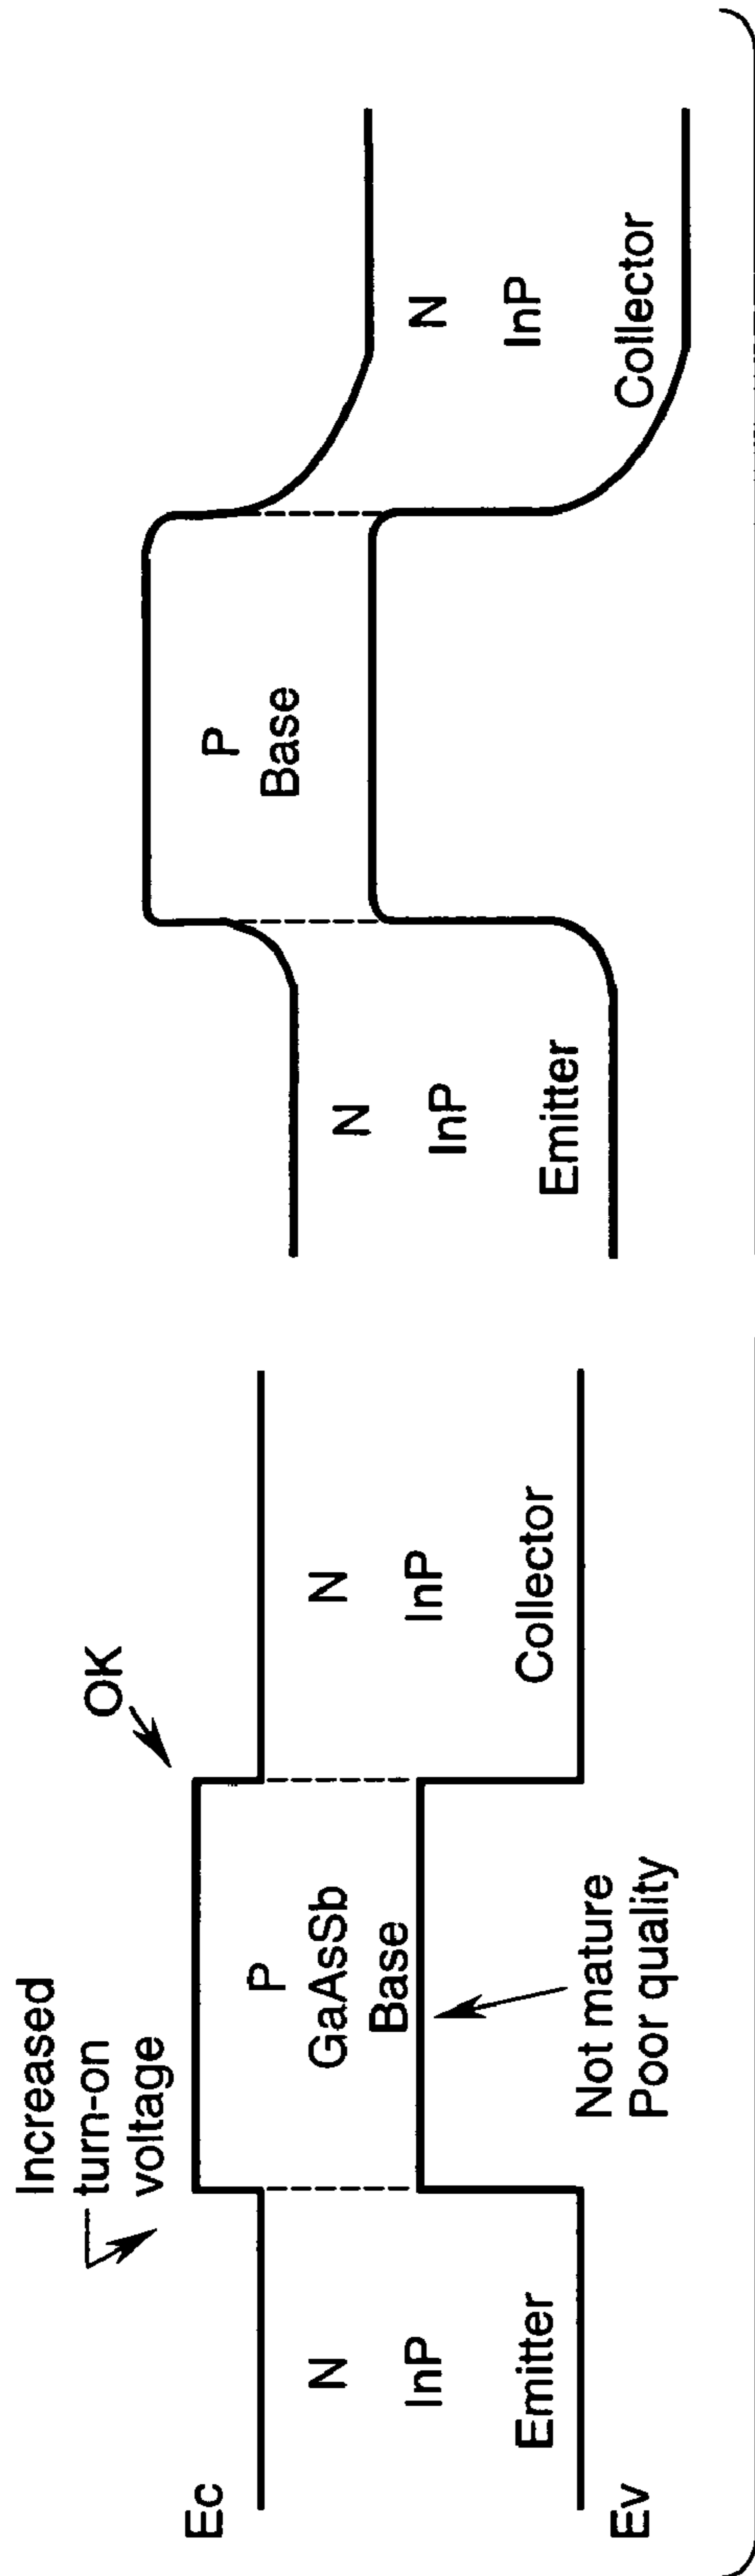 Increased
turn-on
voltage
OK
Ec
P
GaAsSb
Base
N
InP
Emitter
N
InP
Collector
Ev
Not mature
Poor quality
P
Base
N
InP
Emitter
N
InP
Collector